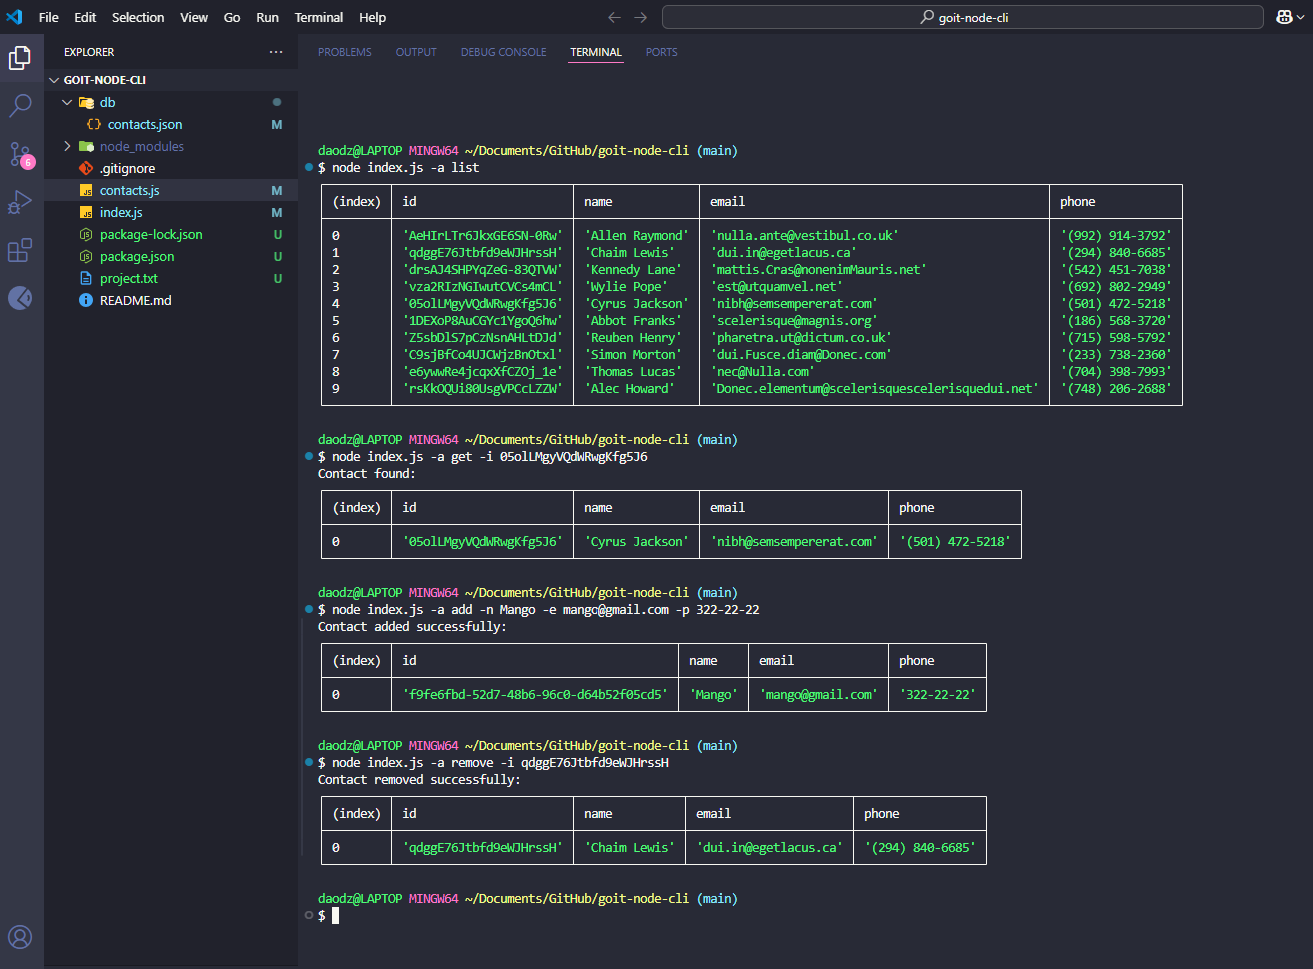 File Edit Selection View Go Run Terminal Help
goit-node-cli
EXPLORER ...
PROBLEMS OUTPUT DEBUG CONSOLE TERMINAL PORTS
GOIT-NODE-CLI
db
contacts.json M
node_modules
.gitignore
contacts.js M
index.js M
package-lock.json U
package.json U
project.txt U
README.md
6
daodz@LAPTOP MINGW64 ~/Documents/GitHub/goit-node-cli (main)
$ node index.js -a list
(index) id name email phone
0 'AeHIrLTr6JkxGE6SN-0Rw' 'Allen Raymond' 'nulla.ante@vestibul.co.uk' '(992) 914-3792'
1 'qdggE76Jtbfd9eWJHrssH' 'Chaim Lewis' 'dui.in@egetlacus.ca' '(294) 840-6685'
2 'drsAJ4SHPYqZeG-83QTVW' 'Kennedy Lane' 'mattis.Cras@nonenimMauris.net' '(542) 451-7038'
3 'vza2RIzNGIwutCVCs4mCL' 'Wylie Pope' 'est@utquamvel.net' '(692) 802-2949'
4 '05olLMgyVQdWRwgKfg5J6' 'Cyrus Jackson' 'nibh@semsempererat.com' '(501) 472-5218'
5 '1DEXoP8AuCGYc1YgoQ6hw' 'Abbot Franks' 'scelerisque@magnis.org' '(186) 568-3720'
6 'Z5sbDlS7pCzNsnAHLtDJd' 'Reuben Henry' 'pharetra.ut@dictum.co.uk' '(715) 598-5792'
7 'C9sjBfCo4UJCWjzBnOtxl' 'Simon Morton' 'dui.Fusce.diam@Donec.com' '(233) 738-2360'
8 'e6ywwRe4jcqxXfCZOj_1e' 'Thomas Lucas' 'nec@Nulla.com' '(704) 398-7993'
9 'rsKkOQUi80UsgVPCcLZZW' 'Alec Howard' 'Donec.elementum@scelerisquescelerisquedui.net' '(748) 206-2688'
daodz@LAPTOP MINGW64 ~/Documents/GitHub/goit-node-cli (main)
$ node index.js -a get -i 05olLMgyVQdWRwgKfg5J6
Contact found:
(index) id name email phone
0 '05olLMgyVQdWRwgKfg5J6' 'Cyrus Jackson' 'nibh@semsempererat.com' '(501) 472-5218'
daodz@LAPTOP MINGW64 ~/Documents/GitHub/goit-node-cli (main)
$ node index.js -a add -n Mango -e mango@gmail.com -p 322-22-22
Contact added successfully:
(index) id name email phone
0 'f9fe6fbd-52d7-48b6-96c0-d64b52f05cd5' 'Mango' 'mango@gmail.com' '322-22-22'
daodz@LAPTOP MINGW64 ~/Documents/GitHub/goit-node-cli (main)
$ node index.js -a remove -i qdggE76Jtbfd9eWJHrssH
Contact removed successfully:
(index) id name email phone
0 'qdggE76Jtbfd9eWJHrssH' 'Chaim Lewis' 'dui.in@egetlacus.ca' '(294) 840-6685'
daodz@LAPTOP MINGW64 ~/Documents/GitHub/goit-node-cli (main)
$